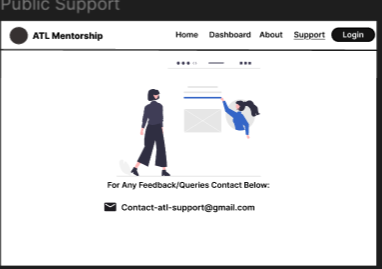 Public Support
ATL Mentorship
Home Dashboard About Support Login
For Any Feedback/Queries Contact Below:
Contact-atl-support@gmail.com